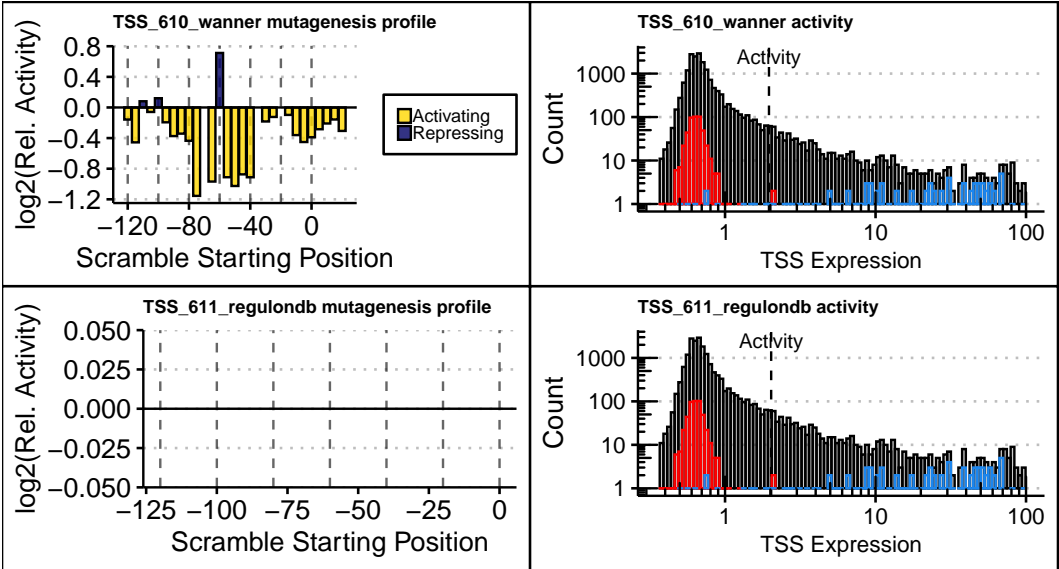 TSS_610_wanner mutagenesis profile
log2(Rel. Activity)
0.8
0.4
0.0
−0.4
−0.8
−1.2
−120 −80 −40 0
Scramble Starting Position
Activating
Repressing
TSS_610_wanner activity
Activity
Count
1000
100
10
1
1 10 100
TSS Expression
TSS_611_regulondb mutagenesis profile
log2(Rel. Activity)
0.050
0.025
0.000
−0.025
−0.050
−125 −100 −75 −50 −25 0
Scramble Starting Position
TSS_611_regulondb activity
Activity
Count
1000
100
10
1
1 10 100
TSS Expression